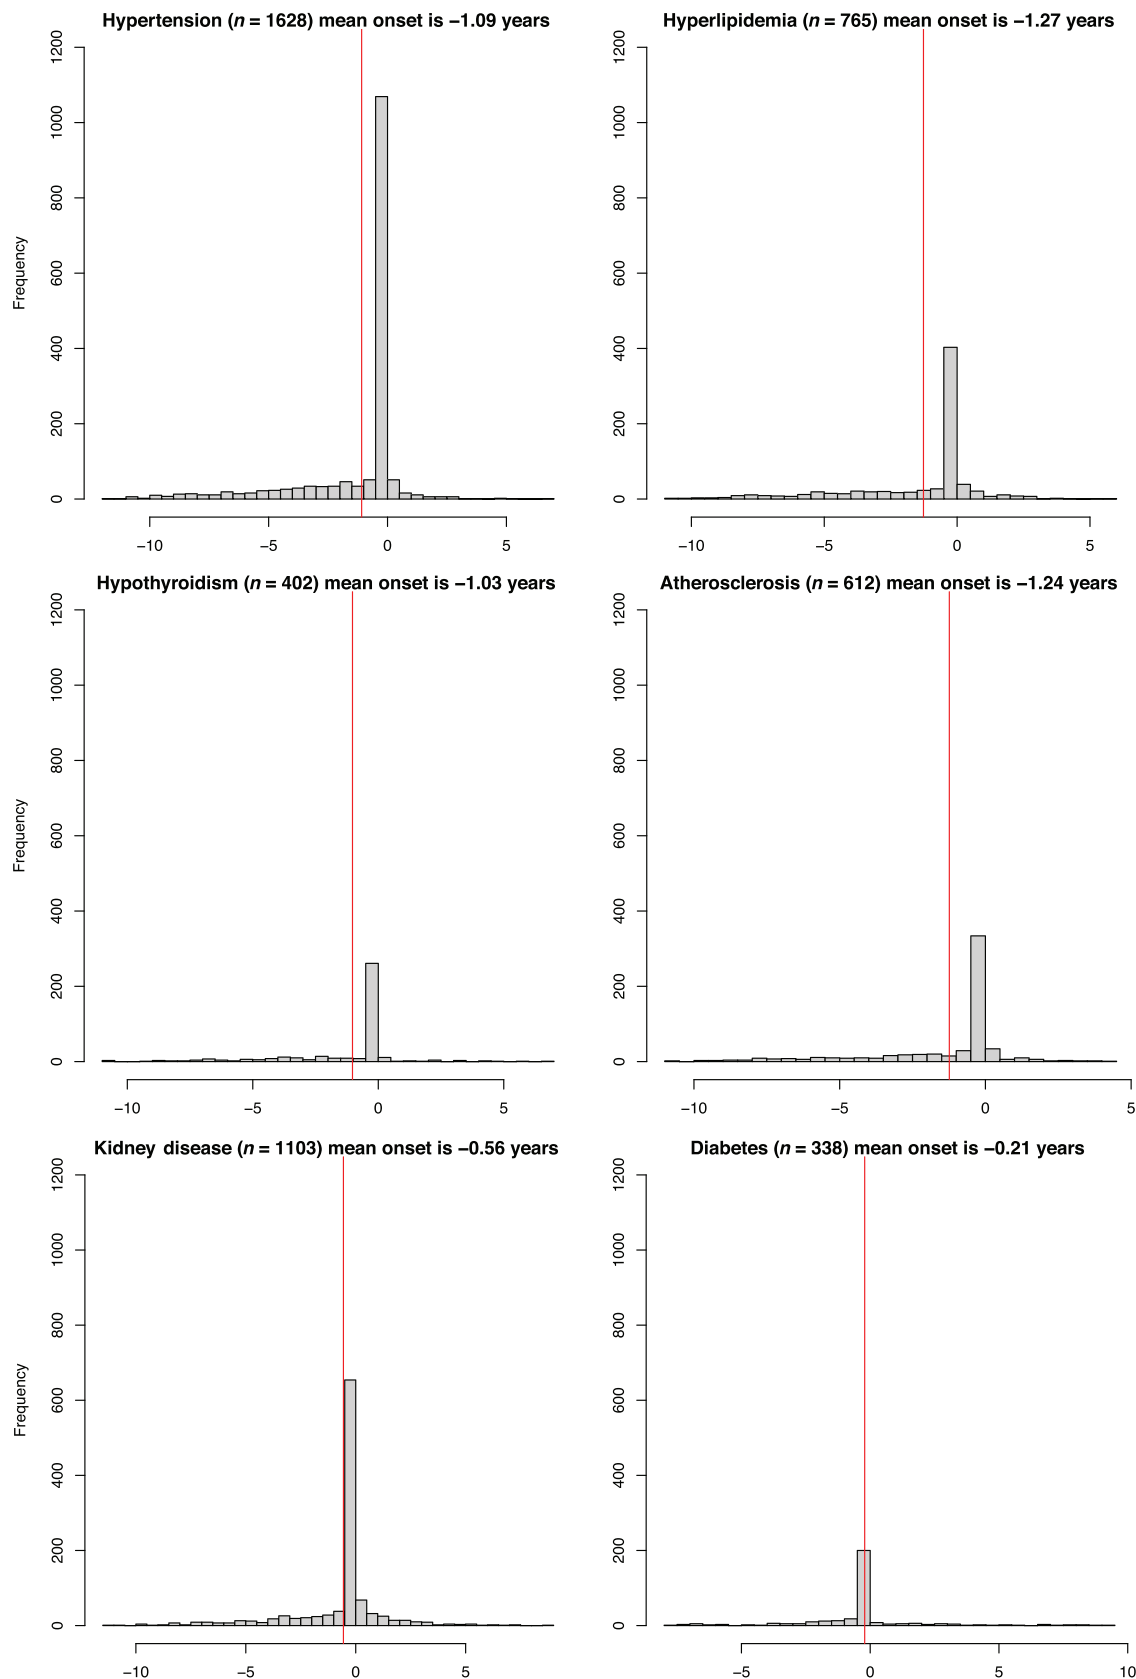 Hypertension (n = 1628) mean onset is −1.09 years
Frequency
1200
1000
800
600
400
200
0
−10 −5 0 5
Hyperlipidemia (n = 765) mean onset is −1.27 years
1200
1000
800
600
400
200
0
−10 −5 0 5
Hypothyroidism (n = 402) mean onset is −1.03 years
Frequency
1200
1000
800
600
400
200
0
−10 −5 0 5
Atherosclerosis (n = 612) mean onset is −1.24 years
1200
1000
800
600
400
200
0
−10 −5 0 5
Kidney disease (n = 1103) mean onset is −0.56 years
Frequency
1200
1000
800
600
400
200
0
−10 −5 0 5
Diabetes (n = 338) mean onset is −0.21 years
1200
1000
800
600
400
200
0
−5 0 5 10